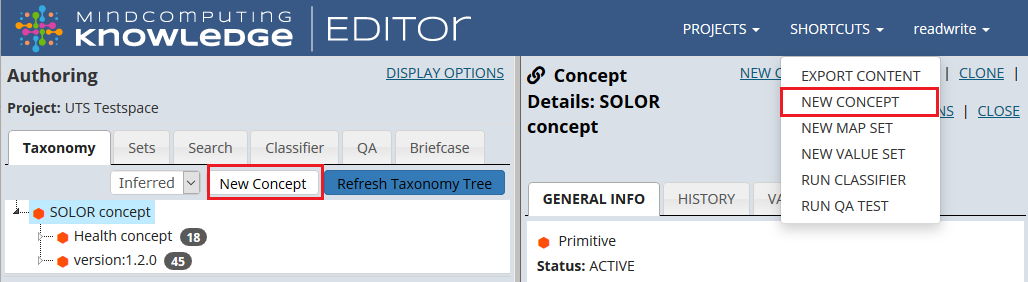 MINDCOMPUTING
KNOWLEDGE EDITOR
PROJECTS SHORTCUTS readwrite
Authoring DISPLAY OPTIONS
Project: UTS Testspace
Taxonomy Sets Search Classifier QA Briefcase
Inferred New Concept Refresh Taxonomy Tree
SOLOR concept
Health concept 18
version:1.2.0 45
Concept
Details: SOLOR
concept
NEW C | CLONE |
NS | CLOSE
EXPORT CONTENT
NEW CONCEPT
NEW MAP SET
NEW VALUE SET
RUN CLASSIFIER
RUN QA TEST
GENERAL INFO HISTORY VA
Primitive
Status: ACTIVE